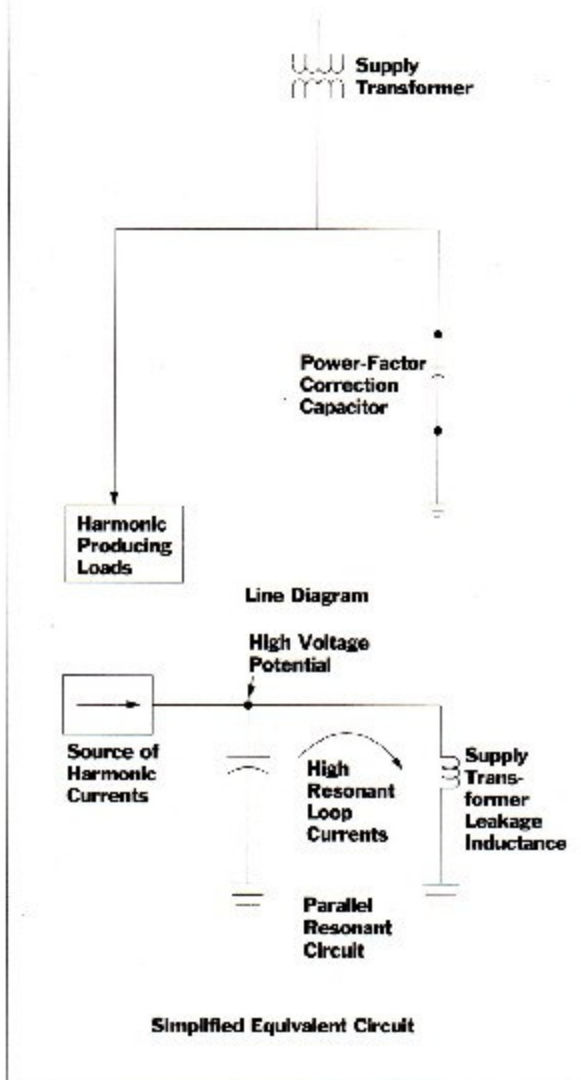 Supply
Transformer
Power-Factor
Correction
Capacitor
Harmonic
Producing
Loads
Line Diagram
High Voltage
Potential
Source of
Harmonic
Currents
High
Resonant
Loop
Currents
Supply
Trans-
former
Leakage
Inductance
Parallel
Resonant
Circuit
Simplified Equivalent Circuit